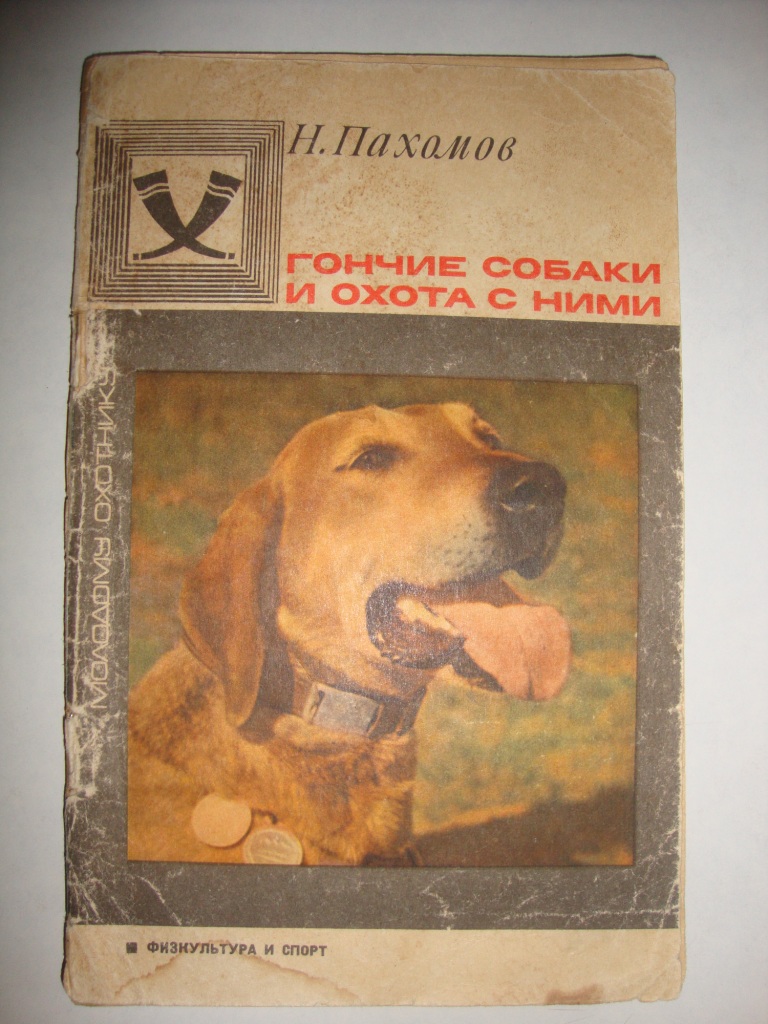 Н. Пахомов
ГОНЧИЕ СОБАКИ
И ОХОТА С НИМИ
МОЛОДОМУ ОХОТНИКУ
ФИЗКУЛЬТУРА И СПОРТ